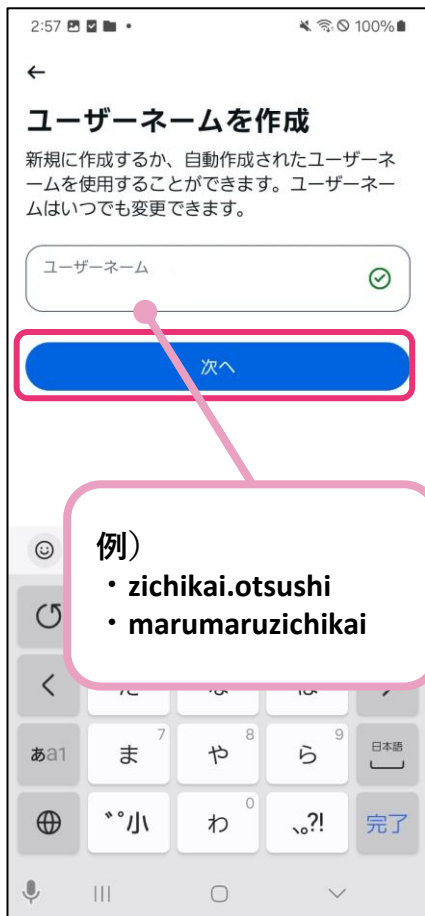 2:57 100%
←
ユーザーネームを作成
新規に作成するか、自動作成されたユーザーネ
ームを使用することができます。ユーザーネー
ムはいつでも変更できます。
ユーザーネーム
次へ
例）
・zichikai.otsushi
・marumaruzichikai
あa1 ま 7 や 8 ら 9 日本語
゛゜小 わ 0 、。?! 完了